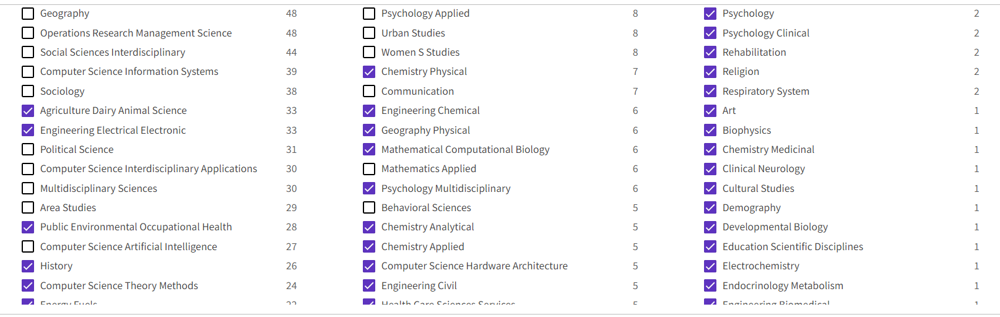 Geography 48
Operations Research Management Science 48
Social Sciences Interdisciplinary 44
Computer Science Information Systems 39
Sociology 38
Agriculture Dairy Animal Science 33
Engineering Electrical Electronic 33
Political Science 31
Computer Science Interdisciplinary Applications 30
Multidisciplinary Sciences 30
Area Studies 29
Public Environmental Occupational Health 28
Computer Science Artificial Intelligence 27
History 26
Computer Science Theory Methods 24
Energy Fuels 22
Psychology Applied 8
Urban Studies 8
Women S Studies 8
Chemistry Physical 7
Communication 7
Engineering Chemical 6
Geography Physical 6
Mathematical Computational Biology 6
Mathematics Applied 6
Psychology Multidisciplinary 6
Behavioral Sciences 5
Chemistry Analytical 5
Chemistry Applied 5
Computer Science Hardware Architecture 5
Engineering Civil 5
Health Care Sciences Services 5
Psychology 2
Psychology Clinical 2
Rehabilitation 2
Religion 2
Respiratory System 2
Art 1
Biophysics 1
Chemistry Medicinal 1
Clinical Neurology 1
Cultural Studies 1
Demography 1
Developmental Biology 1
Education Scientific Disciplines 1
Electrochemistry 1
Endocrinology Metabolism 1
Engineering Biomedical 1